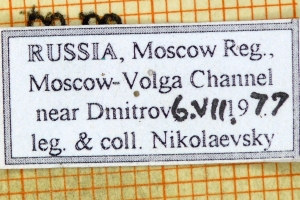 RUSSIA, Moscow Reg.,
Moscow-Volga Channel
near Dmitrov 6.VII.1977
leg. & coll. Nikolaevsky